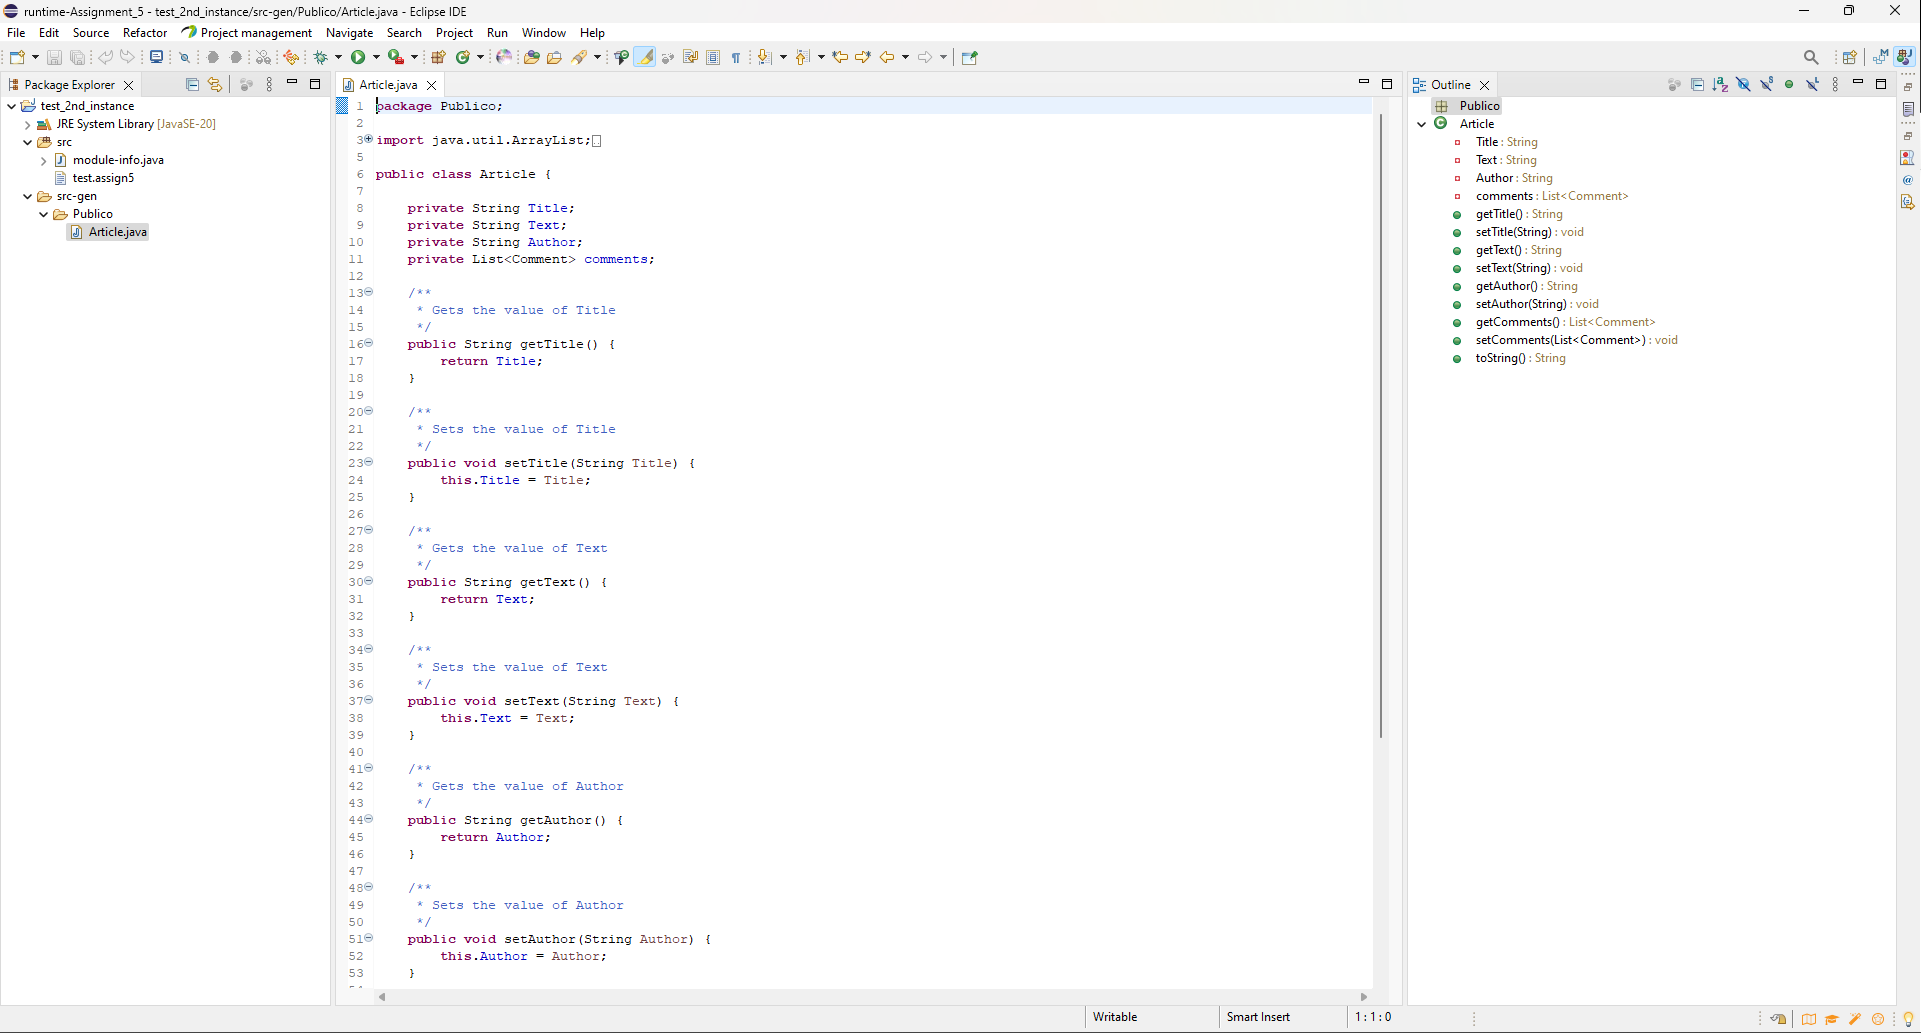 runtime-Assignment_5 - test_2nd_instance/src-gen/Publico/Article.java - Eclipse IDE
File Edit Source Refactor Project management Navigate Search Project Run Window Help
Package Explorer
test_2nd_instance
JRE System Library [JavaSE-20]
src
module-info.java
test.assign5
src-gen
Publico
Article.java
Article.java
1 package Publico;
2
3 import java.util.ArrayList;
5
6 public class Article {
7
8 private String Title;
9 private String Text;
10 private String Author;
11 private List<Comment> comments;
12
13 /**
14 * Gets the value of Title
15 */
16 public String getTitle() {
17 return Title;
18 }
19
20 /**
21 * Sets the value of Title
22 */
23 public void setTitle(String Title) {
24 this.Title = Title;
25 }
26
27 /**
28 * Gets the value of Text
29 */
30 public String getText() {
31 return Text;
32 }
33
34 /**
35 * Sets the value of Text
36 */
37 public void setText(String Text) {
38 this.Text = Text;
39 }
40
41 /**
42 * Gets the value of Author
43 */
44 public String getAuthor() {
45 return Author;
46 }
47
48 /**
49 * Sets the value of Author
50 */
51 public void setAuthor(String Author) {
52 this.Author = Author;
53 }
Outline
Publico
Article
Title : String
Text : String
Author : String
comments : List<Comment>
getTitle() : String
setTitle(String) : void
getText() : String
setText(String) : void
getAuthor() : String
setAuthor(String) : void
getComments() : List<Comment>
setComments(List<Comment>) : void
toString() : String
Writable
Smart Insert
1 : 1 : 0